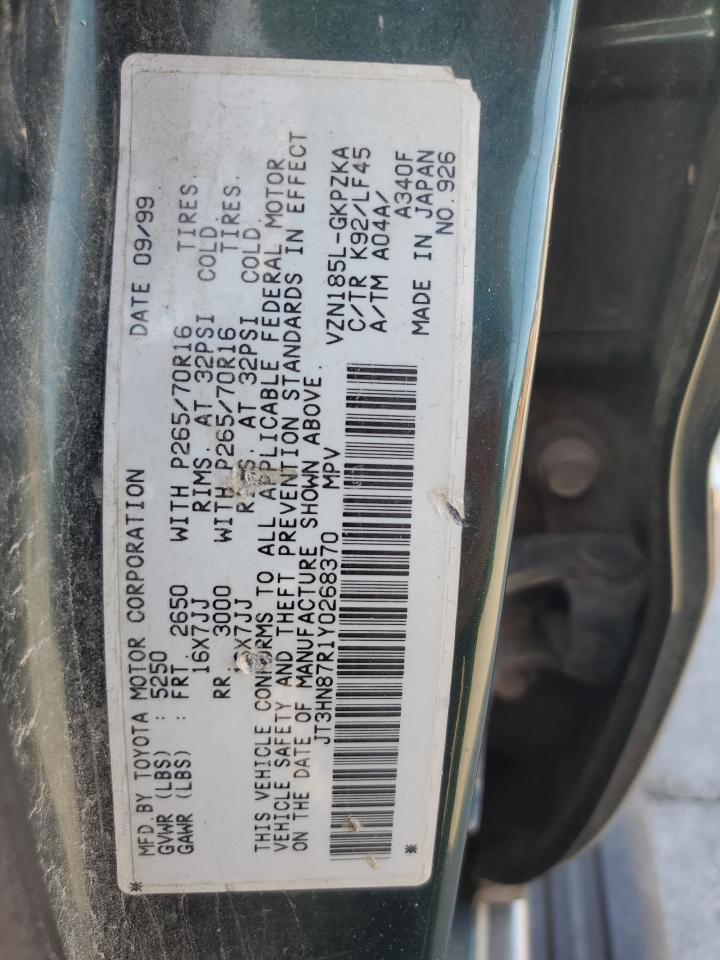 MFD.BY TOYOTA MOTOR CORPORATION DATE 09/99
GVWR (LBS) : 5250
GAWR (LBS) : FRT 2650 WITH P265/70R16 TIRES.
16X7JJ RIMS. AT 32PSI COLD.
RR. 3000 WITH P265/70R16 TIRES.
X7JJ RIMS. AT 32PSI COLD.
THIS VEHICLE CONFORMS TO ALL APPLICABLE FEDERAL MOTOR
VEHICLE SAFETY AND THEFT PREVENTION STANDARDS IN EFFECT
ON THE DATE OF MANUFACTURE SHOWN ABOVE.
JT3HN87R1Y0268370 MPV
VZN185L-GKPZKA
C/TR K92/LF45
A/TM A04A/
A340F
MADE IN JAPAN
NO.926